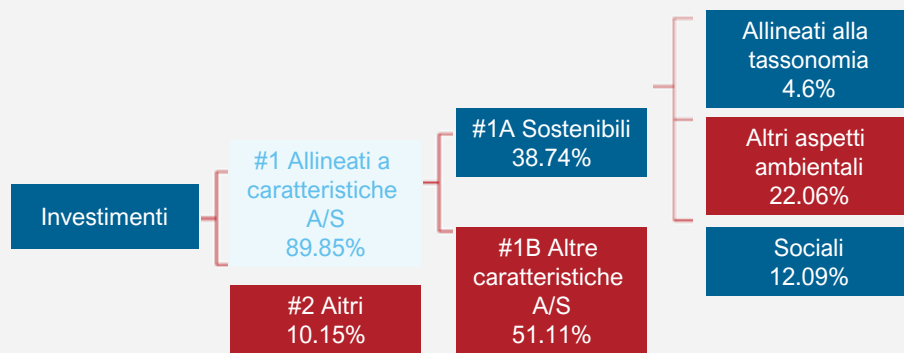 Investimenti
#1 Allineati a
caratteristiche
A/S
89.85%
#2 Aitri
10.15%
#1A Sostenibili
38.74%
#1B Altre
caratteristiche
A/S
51.11%
Allineati alla
tassonomia
4.6%
Altri aspetti
ambientali
22.06%
Sociali
12.09%